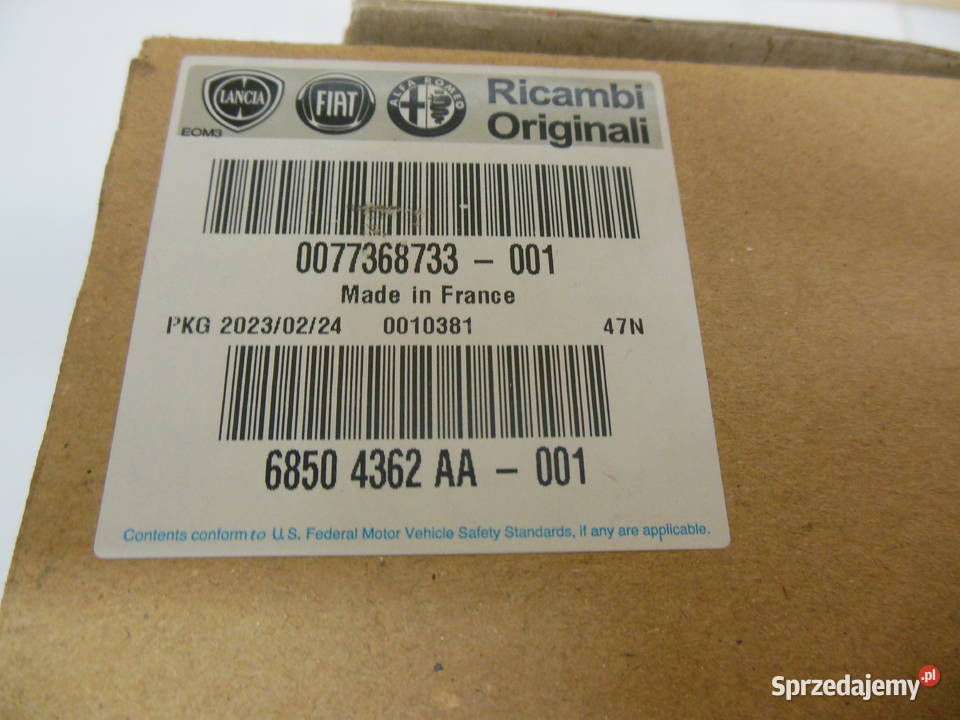 LANCIA
FIAT
ALFA ROMEO
Ricambi
Originali
EOM3
0077368733 - 001
Made in France
PKG 2023/02/24 0010381 47N
6850 4362 AA - 001
Contents conform to U.S. Federal Motor Vehicle Safety Standards, if any are applicable.
Sprzedajemy.pl